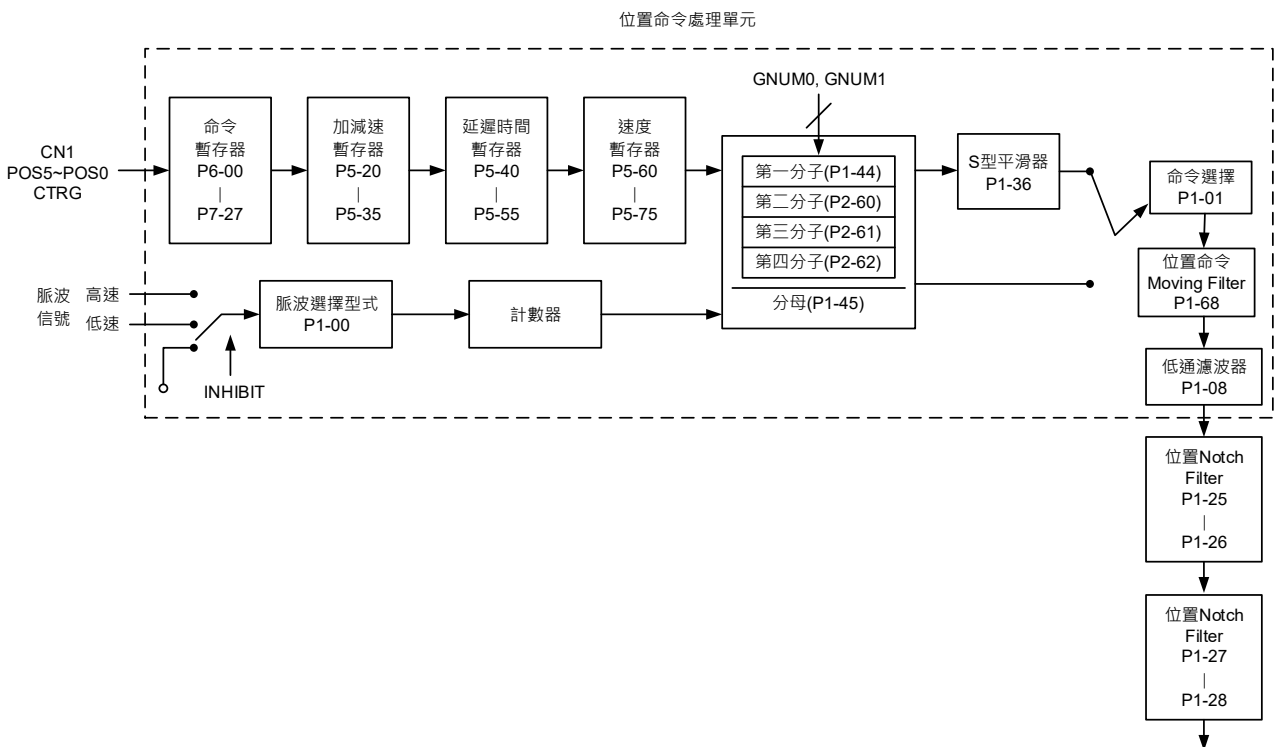 位置命令處理單元
GNUM0, GNUM1
CN1
POS5~POS0
CTRG
命令
暫存器
P6-00
|
P7-27
加減速
暫存器
P5-20
|
P5-35
延遲時間
暫存器
P5-40
|
P5-55
速度
暫存器
P5-60
|
P5-75
第一分子(P1-44)
第二分子(P2-60)
第三分子(P2-61)
第四分子(P2-62)
分母(P1-45)
S型平滑器
P1-36
命令選擇
P1-01
脈波
信號
高速
低速
INHIBIT
脈波選擇型式
P1-00
計數器
位置命令
Moving Filter
P1-68
低通濾波器
P1-08
位置Notch
Filter
P1-25
|
P1-26
位置Notch
Filter
P1-27
|
P1-28